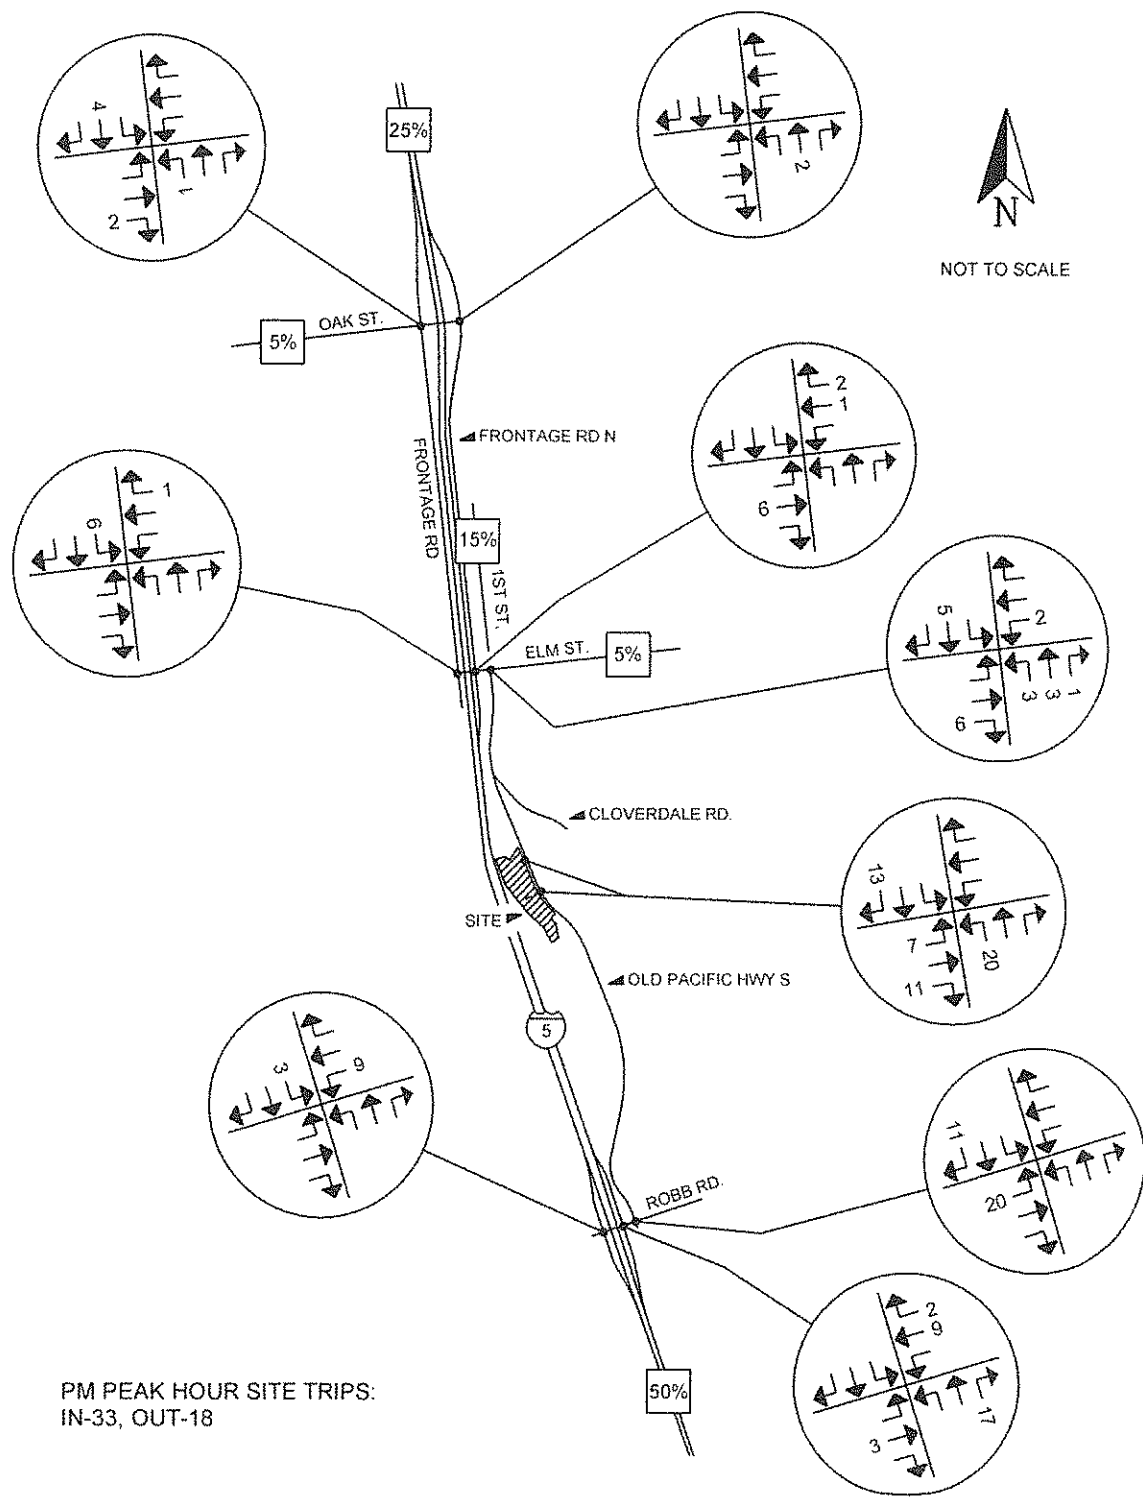 4
1
2
25%
2
N
NOT TO SCALE
OAK ST.
5%
FRONTAGE RD N
FRONTAGE RD
2
1
6
1
6
15%
1ST ST.
ELM ST.
5%
5
2
3
3
1
6
CLOVERDALE RD.
SITE
13
7
20
11
OLD PACIFIC HWY S
5
3
9
ROBB RD.
11
20
2
9
3
17
50%
PM PEAK HOUR SITE TRIPS:
IN-33, OUT-18